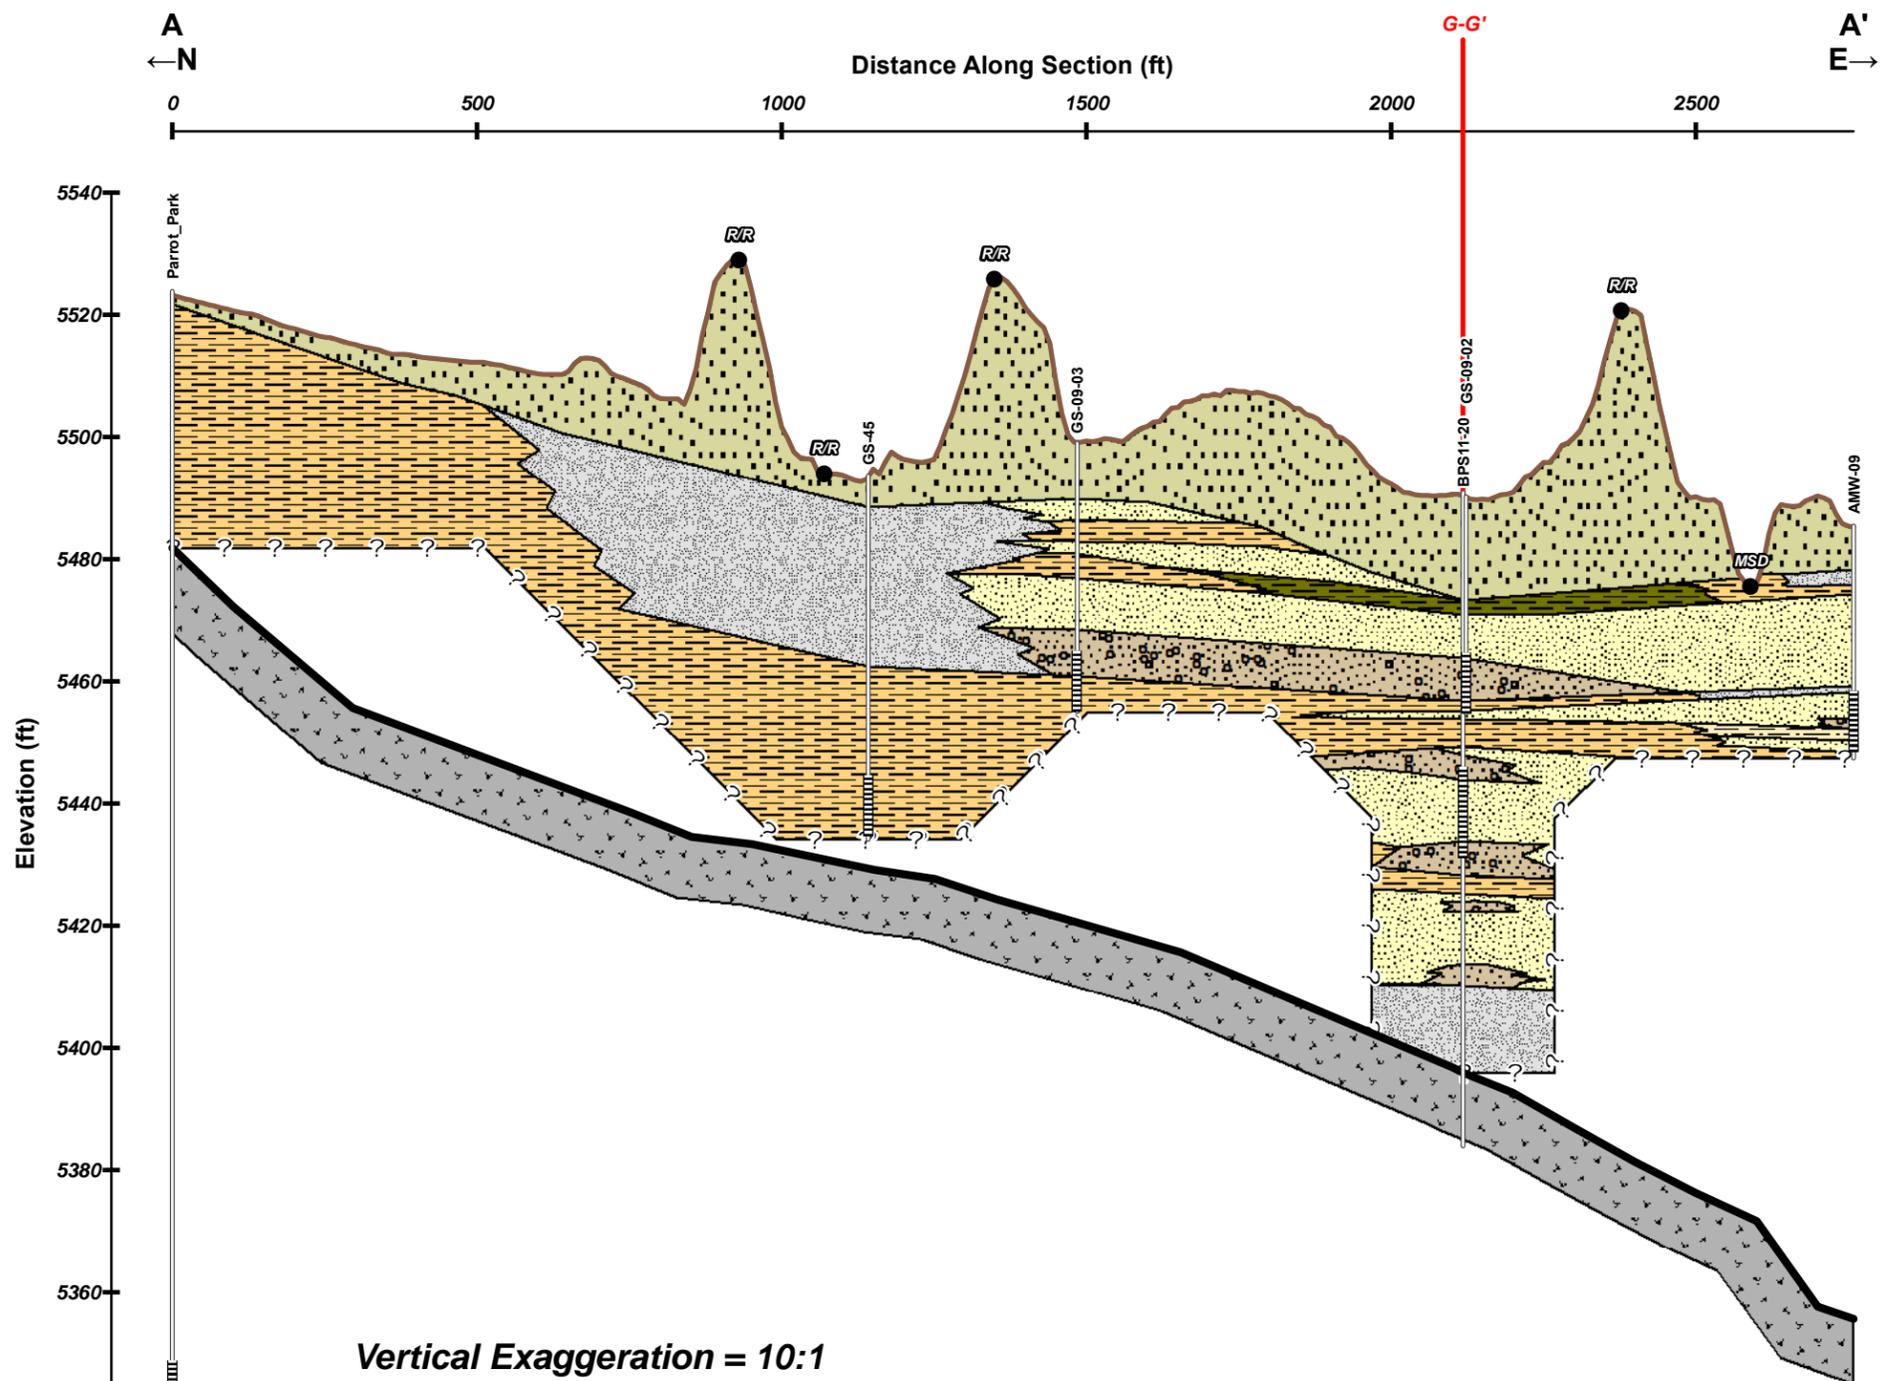 A
←N
G-G'
A'
E→
Distance Along Section (ft)
0 500 1000 1500 2000 2500
5540
5520
5500
5480
5460
5440
5420
5400
5380
5360
Elevation (ft)
Parrot_Park
R/R
R/R
GS-45
R/R
GS-09-03
BPS11-20
GS-09-02
R/R
MSD
AMW-09
? ? ? ? ? ? ?
Vertical Exaggeration = 10:1